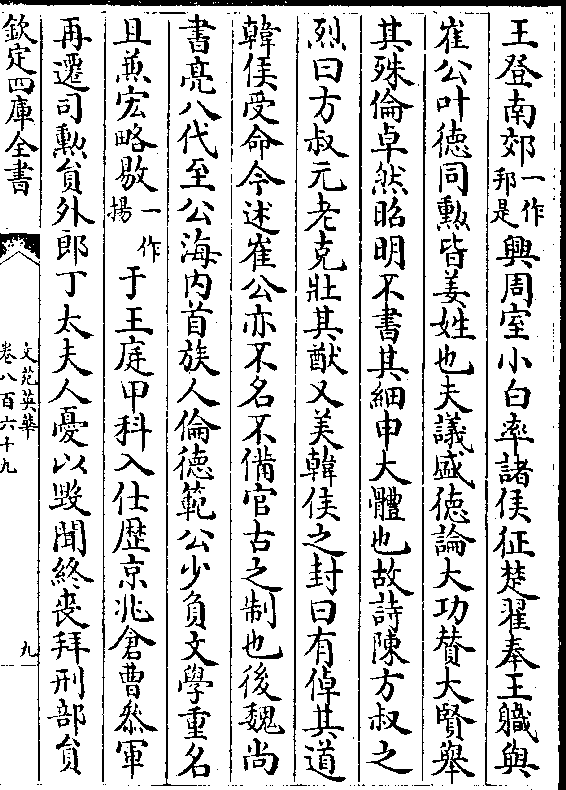 王登南郊一作邦是興周室小白率諸侯征楚翟奉王職與
崔公叶德同勲皆姜姓也夫議盛徳論大功賛大賢舉
其殊倫卓然昭明不書其細申大體也故詩陳方叔之
烈曰方叔元老克壯其猷又美韓侯之封曰有倬其道
韓侯受命今述崔公亦不名不備官古之制也後魏尚
書亮八代至公海内首族人倫徳範公少負文學重名
且兼宏略敭一作揚于王庭甲科入仕歴京兆倉曹叅軍
再遷司勲員外郎丁太夫人憂以毁聞終喪拜刑部員
欽定四庫全書
文苑英華
卷八百六十九
九